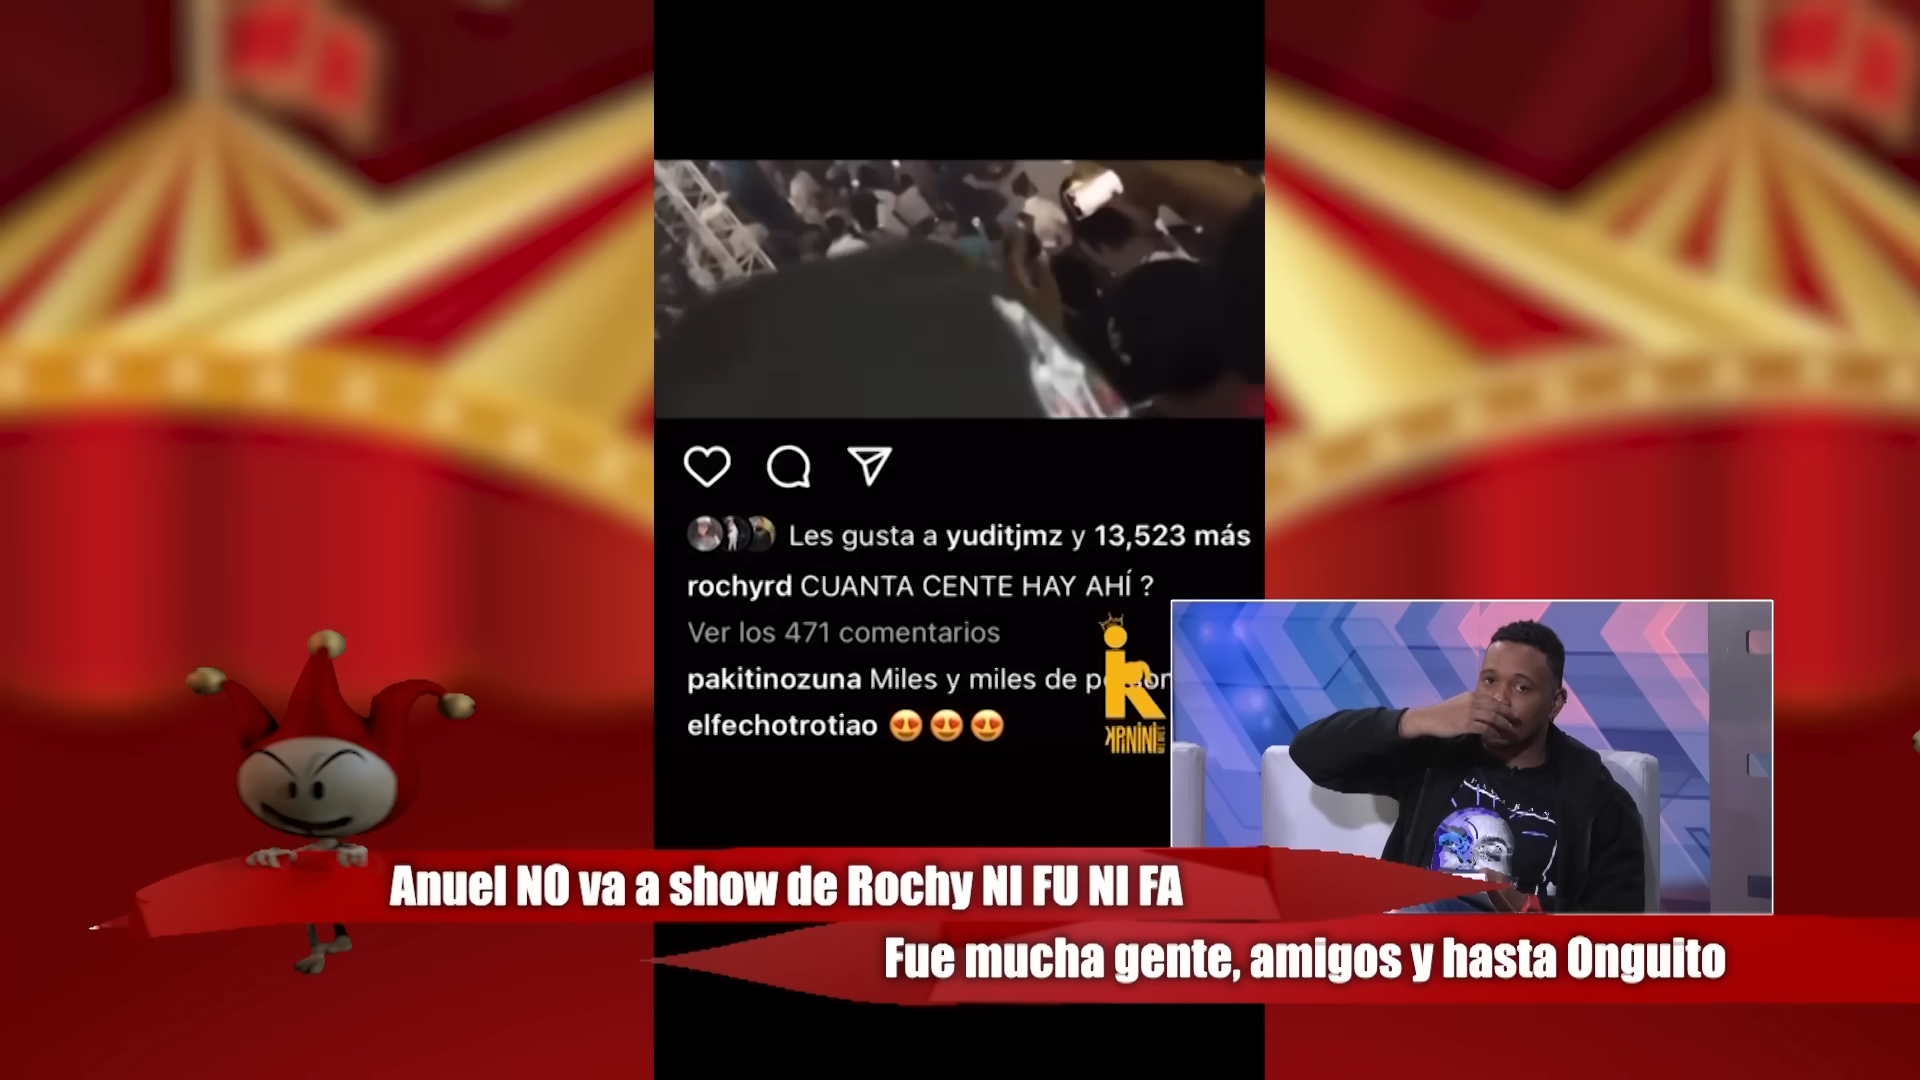 Les gusta a yuditjmz y 13,523 más
rochyrd CUANTA CENTE HAY AHÍ ?
Ver los 471 comentarios
pakitinozuna Miles y miles de
elfechotrotiao 😍😍😍
Anuel NO va a show de Rochy NI FU NI FA
Fue mucha gente, amigos y hasta Onguito